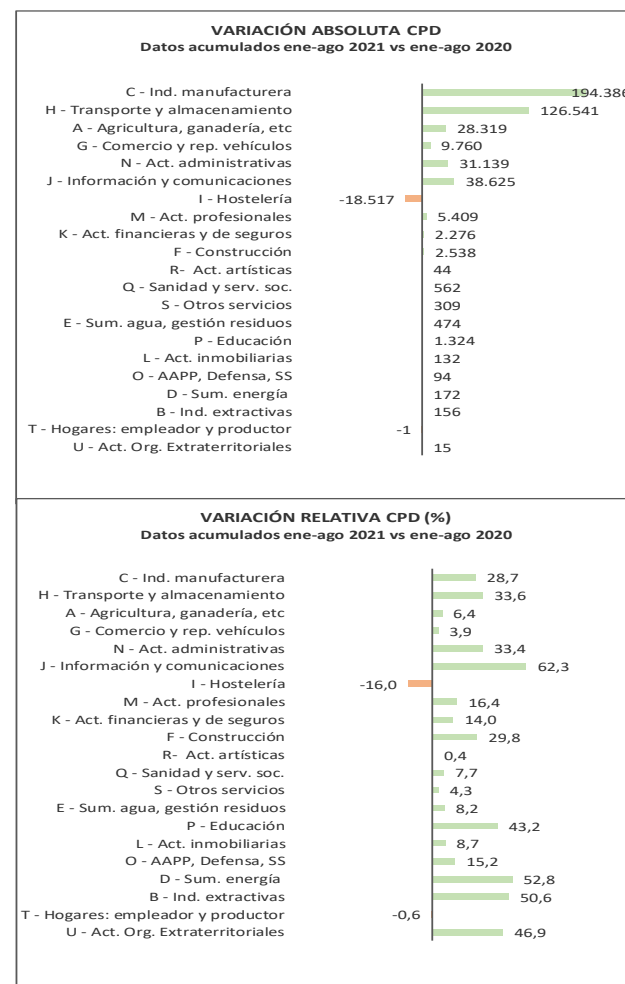 VARIACIÓN ABSOLUTA CPD
Datos acumulados ene-ago 2021 vs ene-ago 2020
C - Ind. manufacturera 194.386
H - Transporte y almacenamiento 126.541
A - Agricultura, ganadería, etc 28.319
G - Comercio y rep. vehículos 9.760
N - Act. administrativas 31.139
J - Información y comunicaciones 38.625
I - Hostelería -18.517
M - Act. profesionales 5.409
K - Act. financieras y de seguros 2.276
F - Construcción 2.538
R- Act. artísticas 44
Q - Sanidad y serv. soc. 562
S - Otros servicios 309
E - Sum. agua, gestión residuos 474
P - Educación 1.324
L - Act. inmobiliarias 132
O - AAPP, Defensa, SS 94
D - Sum. energía 172
B - Ind. extractivas 156
T - Hogares: empleador y productor -1
U - Act. Org. Extraterritoriales 15
VARIACIÓN RELATIVA CPD (%)
Datos acumulados ene-ago 2021 vs ene-ago 2020
C - Ind. manufacturera 28,7
H - Transporte y almacenamiento 33,6
A - Agricultura, ganadería, etc 6,4
G - Comercio y rep. vehículos 3,9
N - Act. administrativas 33,4
J - Información y comunicaciones 62,3
I - Hostelería -16,0
M - Act. profesionales 16,4
K - Act. financieras y de seguros 14,0
F - Construcción 29,8
R- Act. artísticas 0,4
Q - Sanidad y serv. soc. 7,7
S - Otros servicios 4,3
E - Sum. agua, gestión residuos 8,2
P - Educación 43,2
L - Act. inmobiliarias 8,7
O - AAPP, Defensa, SS 15,2
D - Sum. energía 52,8
B - Ind. extractivas 50,6
T - Hogares: empleador y productor -0,6
U - Act. Org. Extraterritoriales 46,9